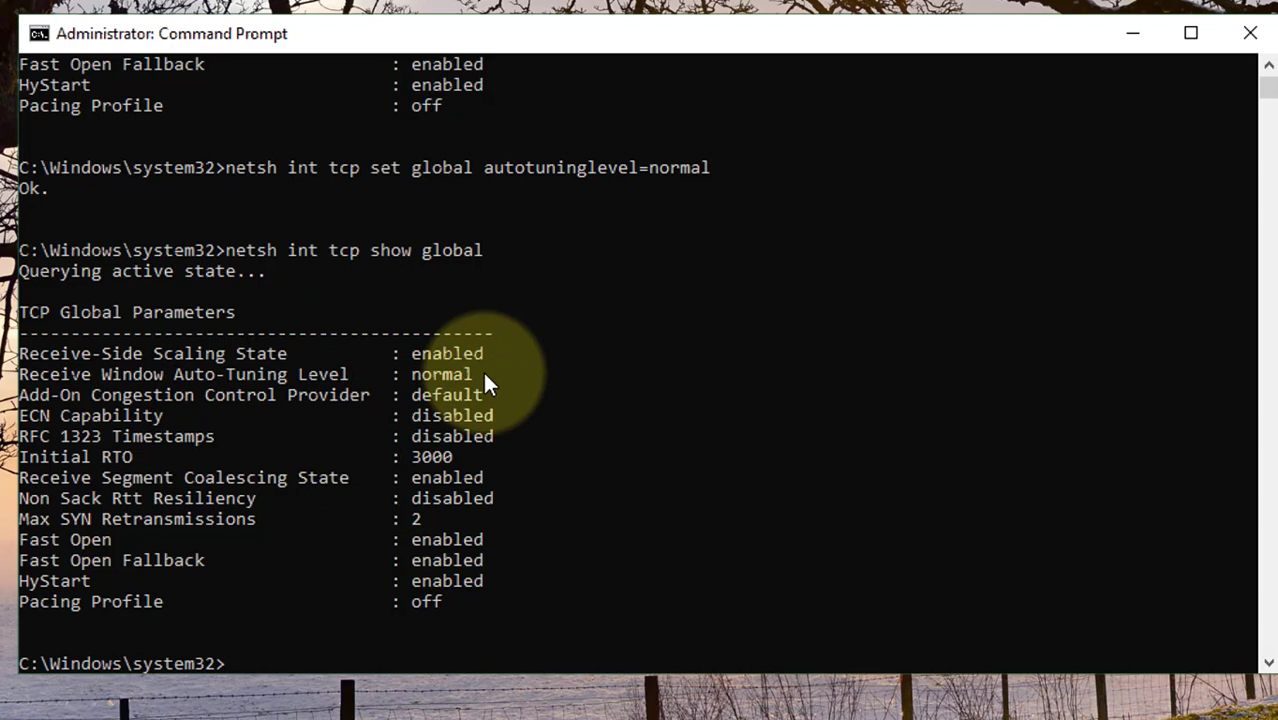 Administrator: Command Prompt
Fast Open Fallback : enabled
HyStart : enabled
Pacing Profile : off
C:\Windows\system32>netsh int tcp set global autotuninglevel=normal
Ok.
C:\Windows\system32>netsh int tcp show global
Querying active state...
TCP Global Parameters
----------------------------------------------
Receive-Side Scaling State : enabled
Receive Window Auto-Tuning Level : normal
Add-On Congestion Control Provider : default
ECN Capability : disabled
RFC 1323 Timestamps : disabled
Initial RTO : 3000
Receive Segment Coalescing State : enabled
Non Sack Rtt Resiliency : disabled
Max SYN Retransmissions : 2
Fast Open : enabled
Fast Open Fallback : enabled
HyStart : enabled
Pacing Profile : off
C:\Windows\system32>